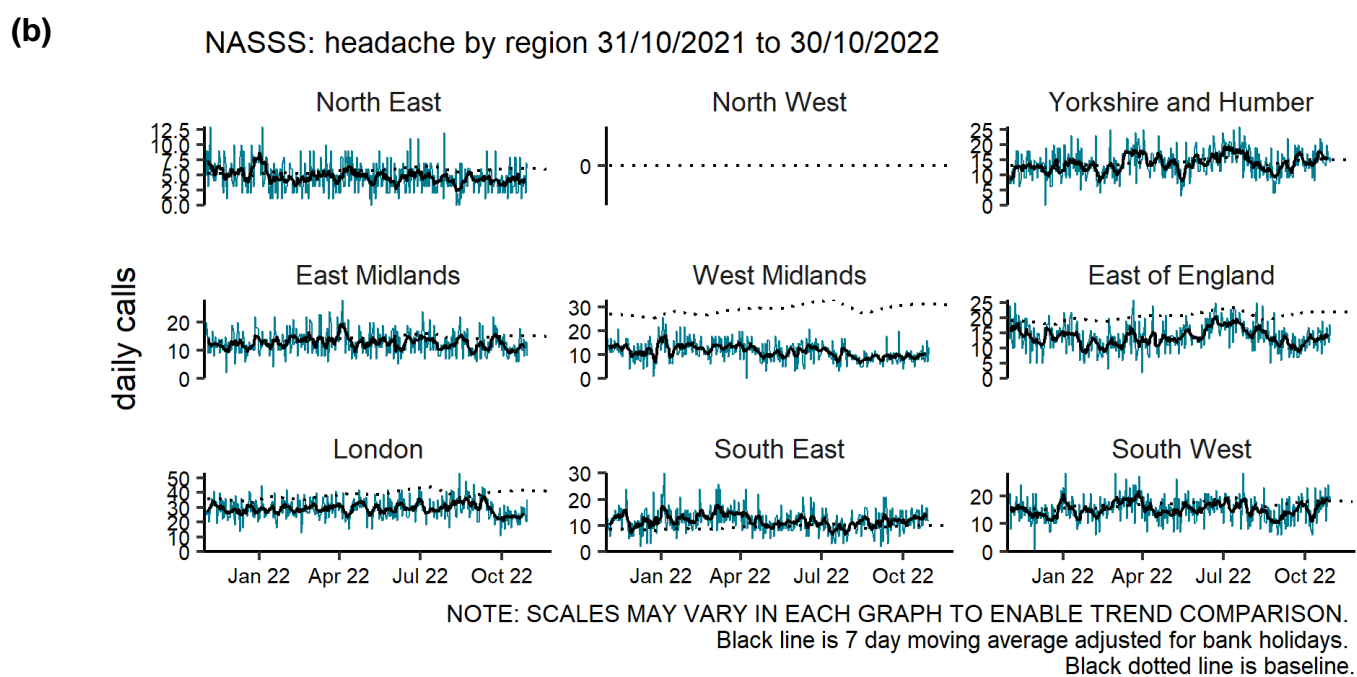 (b)
NASSS: headache by region 31/10/2021 to 30/10/2022
daily calls
North East
12.5
10.0
7.5
5.0
2.5
0.0
North West
0
Yorkshire and Humber
25
20
15
10
5
0
East Midlands
20
10
0
West Midlands
30
20
10
0
East of England
25
20
15
10
5
0
London
50
40
30
20
10
0
Jan 22 Apr 22 Jul 22 Oct 22
South East
30
20
10
0
Jan 22 Apr 22 Jul 22 Oct 22
South West
20
10
0
Jan 22 Apr 22 Jul 22 Oct 22
NOTE: SCALES MAY VARY IN EACH GRAPH TO ENABLE TREND COMPARISON.
Black line is 7 day moving average adjusted for bank holidays.
Black dotted line is baseline.